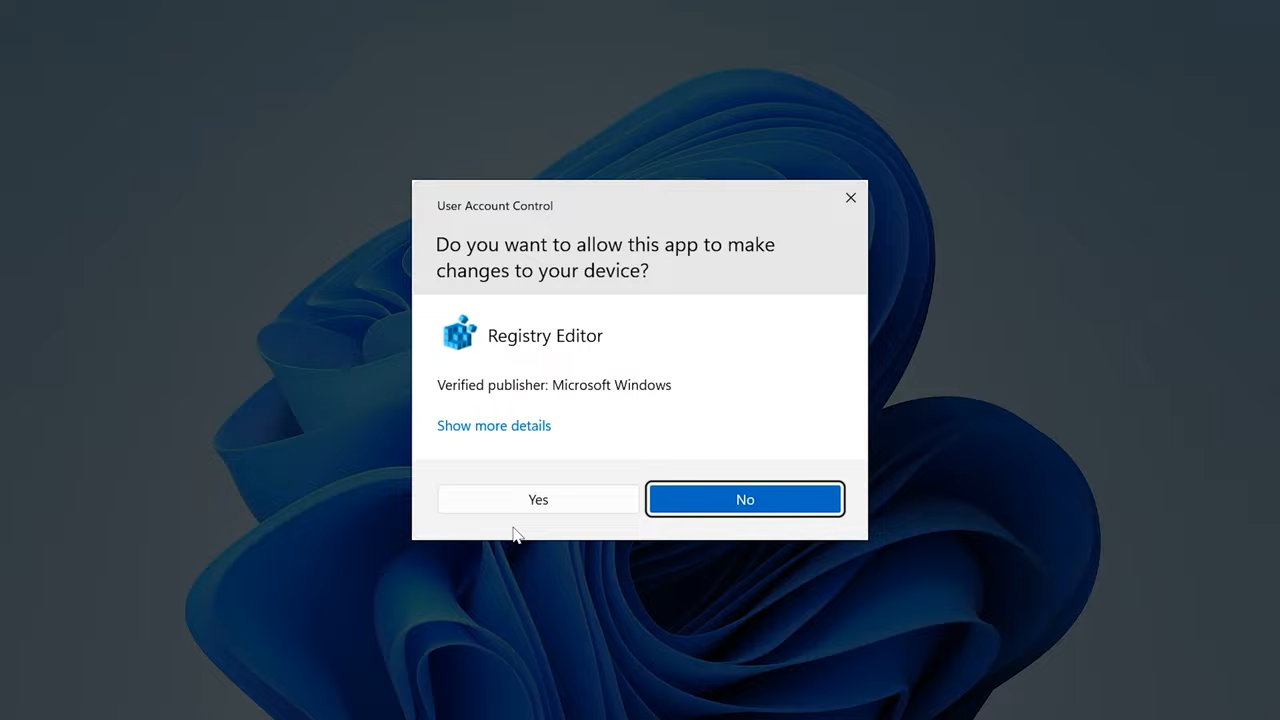 User Account Control
Do you want to allow this app to make
changes to your device?
Registry Editor
Verified publisher: Microsoft Windows
Show more details
Yes
No